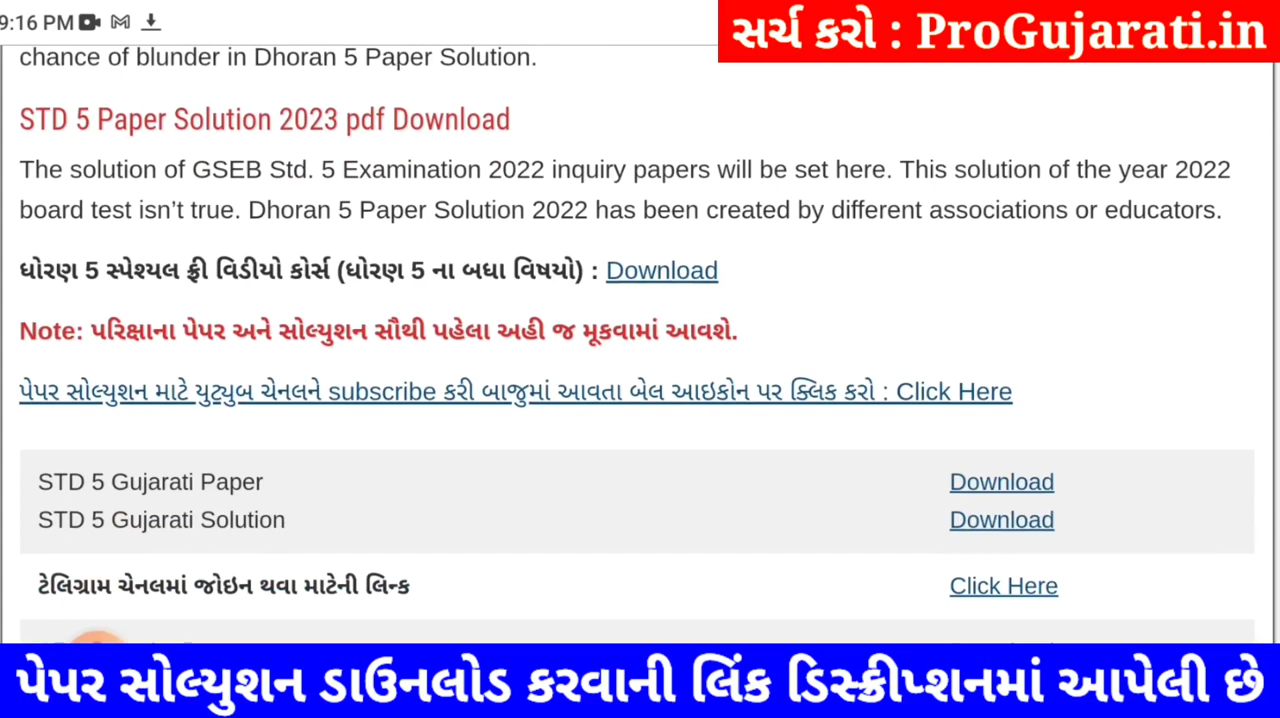 9:16 PM
સર્ચ કરો : ProGujarati.in
chance of blunder in Dhoran 5 Paper Solution.
STD 5 Paper Solution 2023 pdf Download
The solution of GSEB Std. 5 Examination 2022 inquiry papers will be set here. This solution of the year 2022
board test isn’t true. Dhoran 5 Paper Solution 2022 has been created by different associations or educators.
ધોરણ 5 સ્પેશ્યલ ફ્રી વિડીયો કોર્સ (ધોરણ 5 ના બધા વિષયો) : Download
Note: પરિક્ષાના પેપર અને સોલ્યુશન સૌથી પહેલા અહી જ મૂકવામાં આવશે.
પેપર સોલ્યુશન માટે યુટ્યુબ ચેનલને subscribe કરી બાજુમાં આવતા બેલ આઇકોન પર ક્લિક કરો : Click Here
STD 5 Gujarati Paper Download
STD 5 Gujarati Solution Download
ટેલિગ્રામ ચેનલમાં જોઇન થવા માટેની લિન્ક Click Here
પેપર સોલ્યુશન ડાઉનલોડ કરવાની લિંક ડિસ્ક્રીપ્શનમાં આપેલી છે